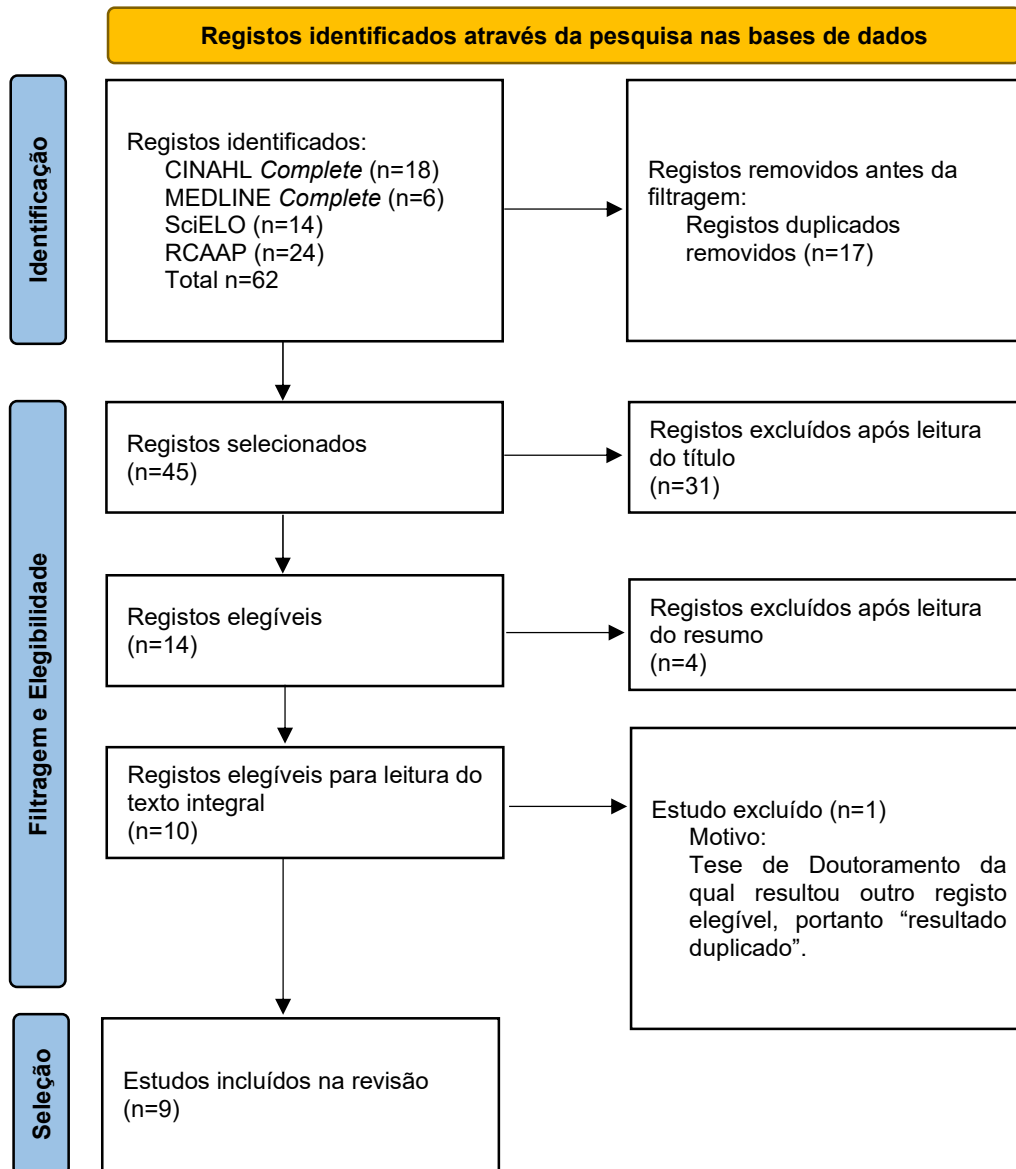 Registos identificados através da pesquisa nas bases de dados
Identificação
Registos identificados:
CINAHL Complete (n=18)
MEDLINE Complete (n=6)
SciELO (n=14)
RCAAP (n=24)
Total n=62
Registos removidos antes da
filtragem:
Registos duplicados
removidos (n=17)
Filtragem e Elegibilidade
Registos selecionados
(n=45)
Registos excluídos após leitura
do título
(n=31)
Registos elegíveis
(n=14)
Registos excluídos após leitura
do resumo
(n=4)
Registos elegíveis para leitura do
texto integral
(n=10)
Estudo excluído (n=1)
Motivo:
Tese de Doutoramento da
qual resultou outro registo
elegível, portanto “resultado
duplicado”.
Seleção
Estudos incluídos na revisão
(n=9)